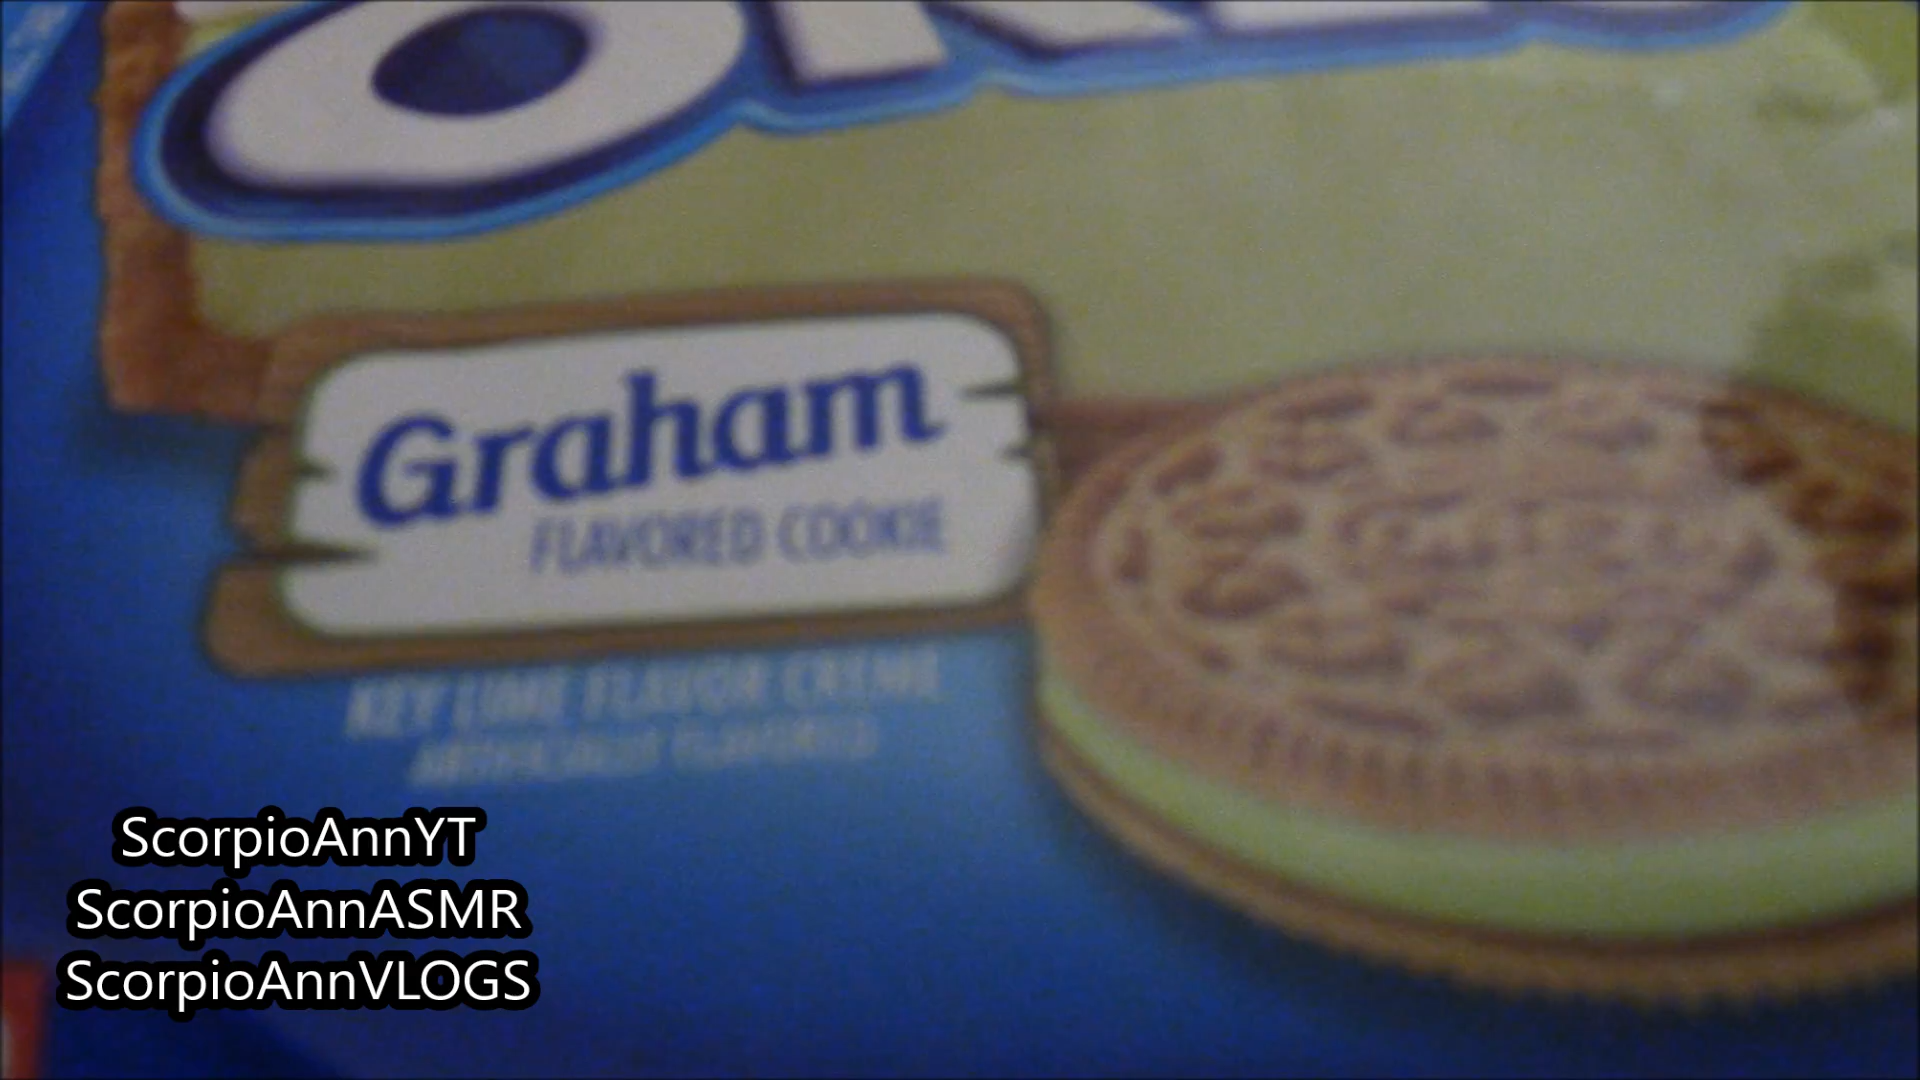 Graham
FLAVORED COOKIE
KEY LIME FLAVOR CREME
ARTIFICIALLY FLAVORED
ScorpioAnnYT
ScorpioAnnASMR
ScorpioAnnVLOGS